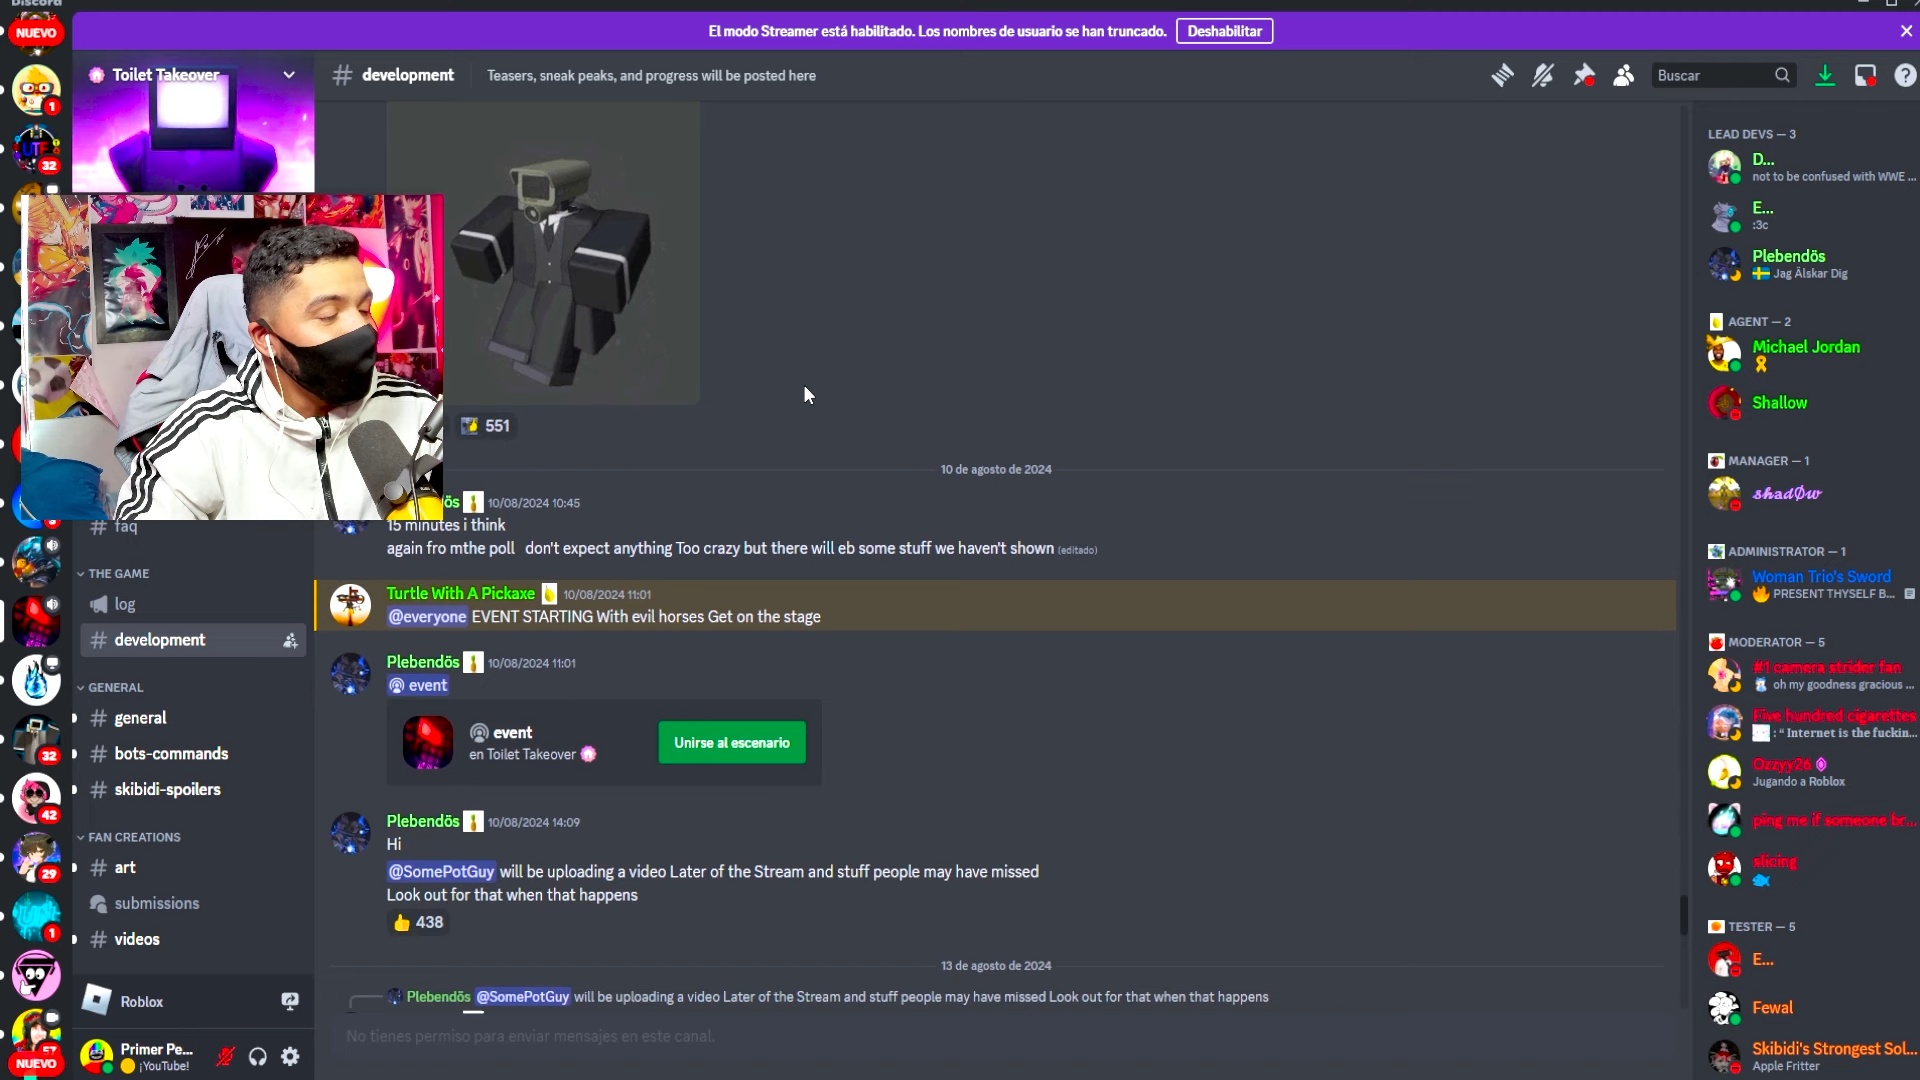 Discord
NUEVO
El modo Streamer está habilitado. Los nombres de usuario se han truncado.
Deshabilitar
Toilet Takeover
# development
Teasers, sneak peaks, and progress will be posted here
Buscar
1
UTF
32
551
10 de agosto de 2024
ös 10/08/2024 10:45
15 minutes i think
again fro mthe poll don't expect anything Too crazy but there will eb some stuff we haven't shown (editado)
Turtle With A Pickaxe 10/08/2024 11:01
@everyone EVENT STARTING With evil horses Get on the stage
Plebendös 10/08/2024 11:01
event
event
en Toilet Takeover
Unirse al escenario
Plebendös 10/08/2024 14:09
Hi
@SomePotGuy will be uploading a video Later of the Stream and stuff people may have missed
Look out for that when that happens
438
13 de agosto de 2024
Plebendös @SomePotGuy will be uploading a video Later of the Stream and stuff people may have missed Look out for that when that happens
No tienes permiso para enviar mensajes en este canal.
# faq
THE GAME
log
# development
GENERAL
# general
# bots-commands
# skibidi-spoilers
FAN CREATIONS
# art
submissions
# videos
Roblox
Primer Pe...
¡YouTube!
32
42
29
1
57
NUEVO
LEAD DEVS — 3
D...
not to be confused with WWE ...
E...
:3c
Plebendös
Jag Älskar Dig
AGENT — 2
Michael Jordan
Shallow
MANAGER — 1
𝓼𝓱𝓪𝓭Ø𝔀
ADMINISTRATOR — 1
Woman Trio's Sword
PRESENT THYSELF B...
MODERATOR — 5
#1 camera strider fan
oh my goodness gracious ...
Five hundred cigarettes
: “ Internet is the fuckin...
Ozzyy26
Jugando a Roblox
ping me if someone br...
slicing
TESTER — 5
E...
Fewal
Skibidi's Strongest Sol...
Apple Fritter